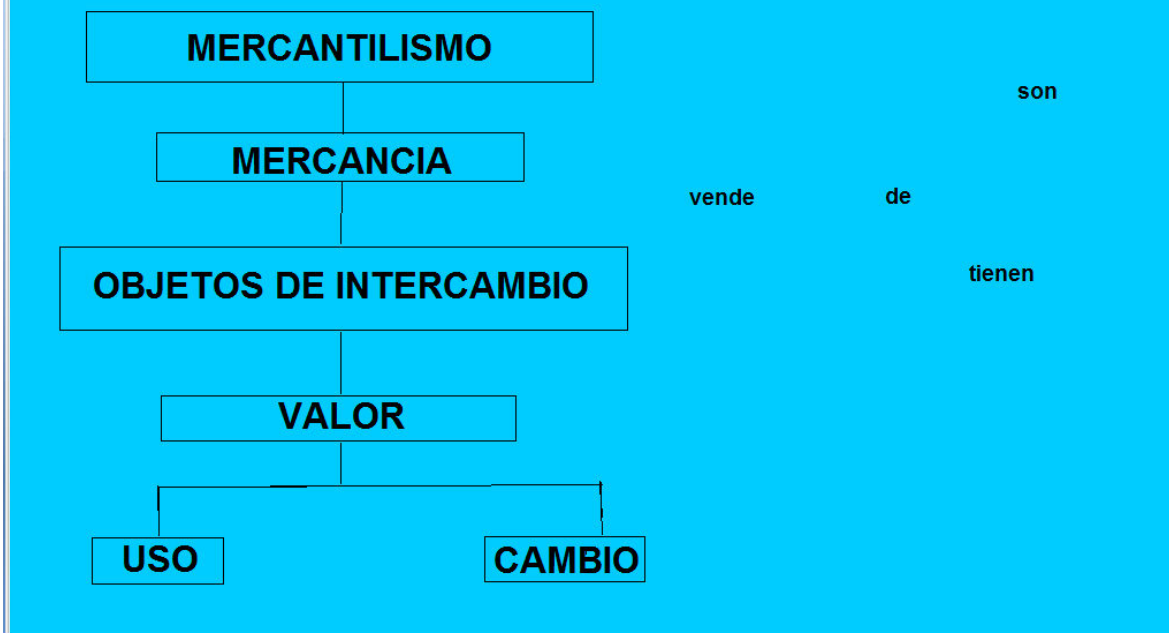 MERCANTILISMO
son
MERCANCIA
vende
de
OBJETOS DE INTERCAMBIO
tienen
VALOR
USO
CAMBIO